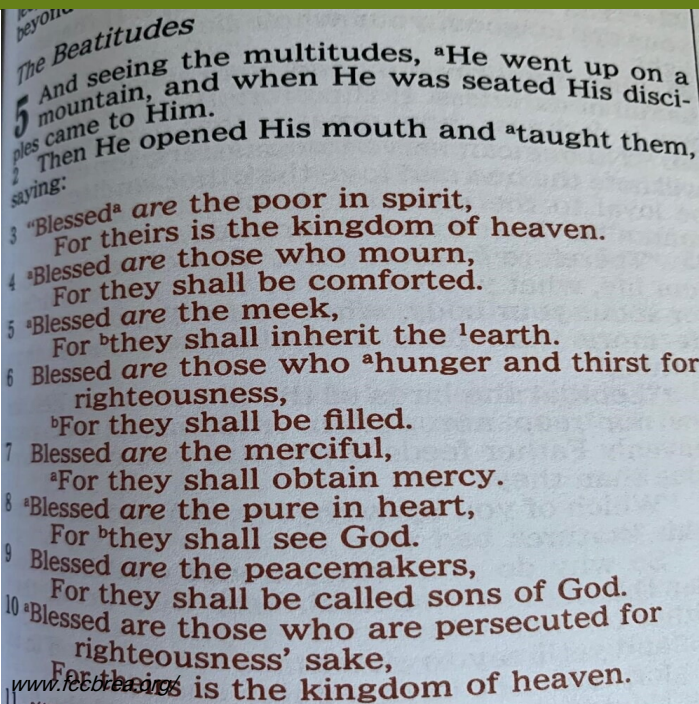 beyond
The Beatitudes
5 And seeing the multitudes, ᵃHe went up on a
mountain, and when He was seated His disci-
ples came to Him.
2 Then He opened His mouth and ᵃtaught them,
saying:
3 "Blessedᵃ are the poor in spirit,
For theirs is the kingdom of heaven.
4 ᵃBlessed are those who mourn,
For they shall be comforted.
5 ᵃBlessed are the meek,
For ᵇthey shall inherit the ¹earth.
6 Blessed are those who ᵃhunger and thirst for
righteousness,
ᵇFor they shall be filled.
7 Blessed are the merciful,
ᵃFor they shall obtain mercy.
8 ᵃBlessed are the pure in heart,
For ᵇthey shall see God.
9 Blessed are the peacemakers,
For they shall be called sons of God.
10 ᵃBlessed are those who are persecuted for
righteousness' sake,
For theirs is the kingdom of heaven.
www.fccbrea.org/
11